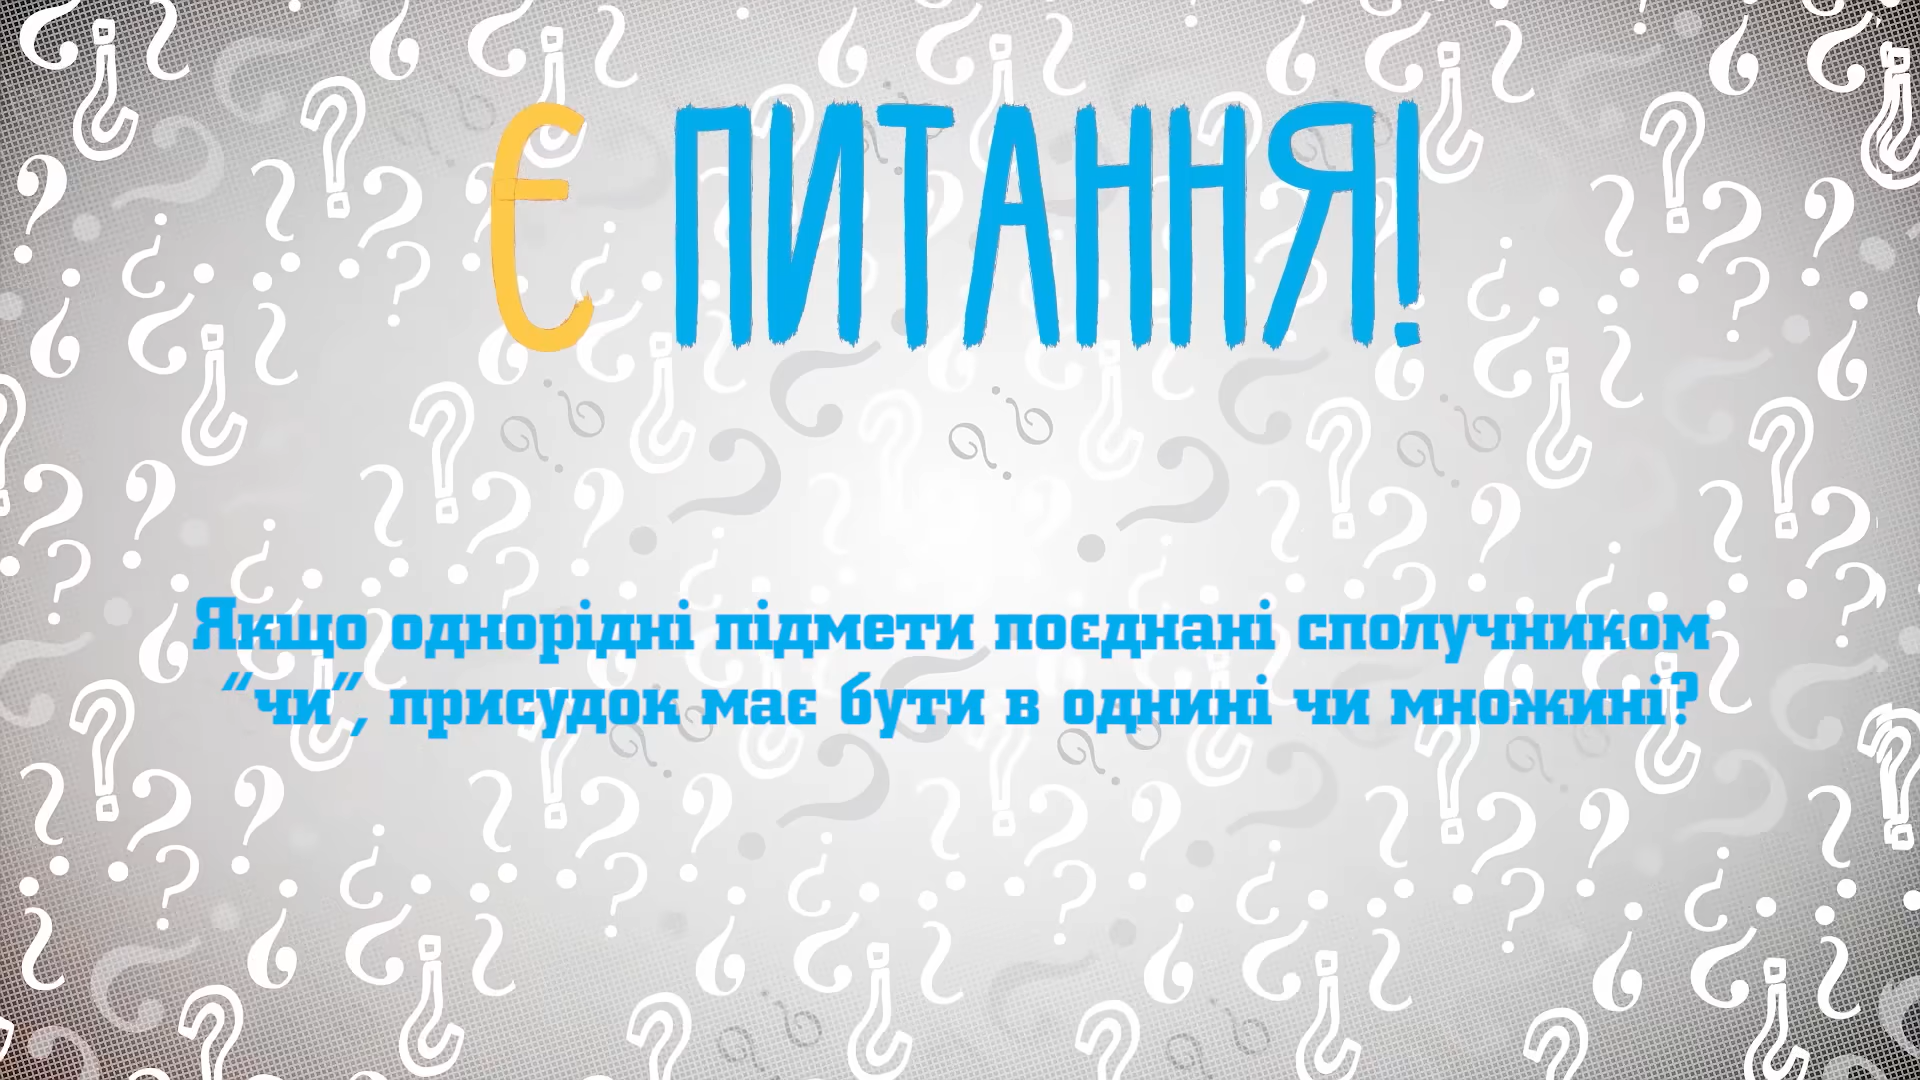 Є ПИТАННЯ!
Якщо однорідні підмети поєднані сполучником
“чи”, присудок має бути в однині чи множині?